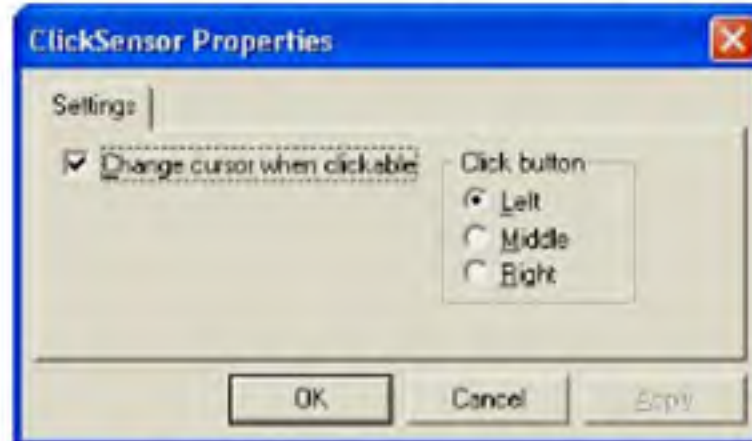 ClickSensor Properties
Settings
Change cursor when clickable
Click button
Left
Middle
Right
OK
Cancel
Apply